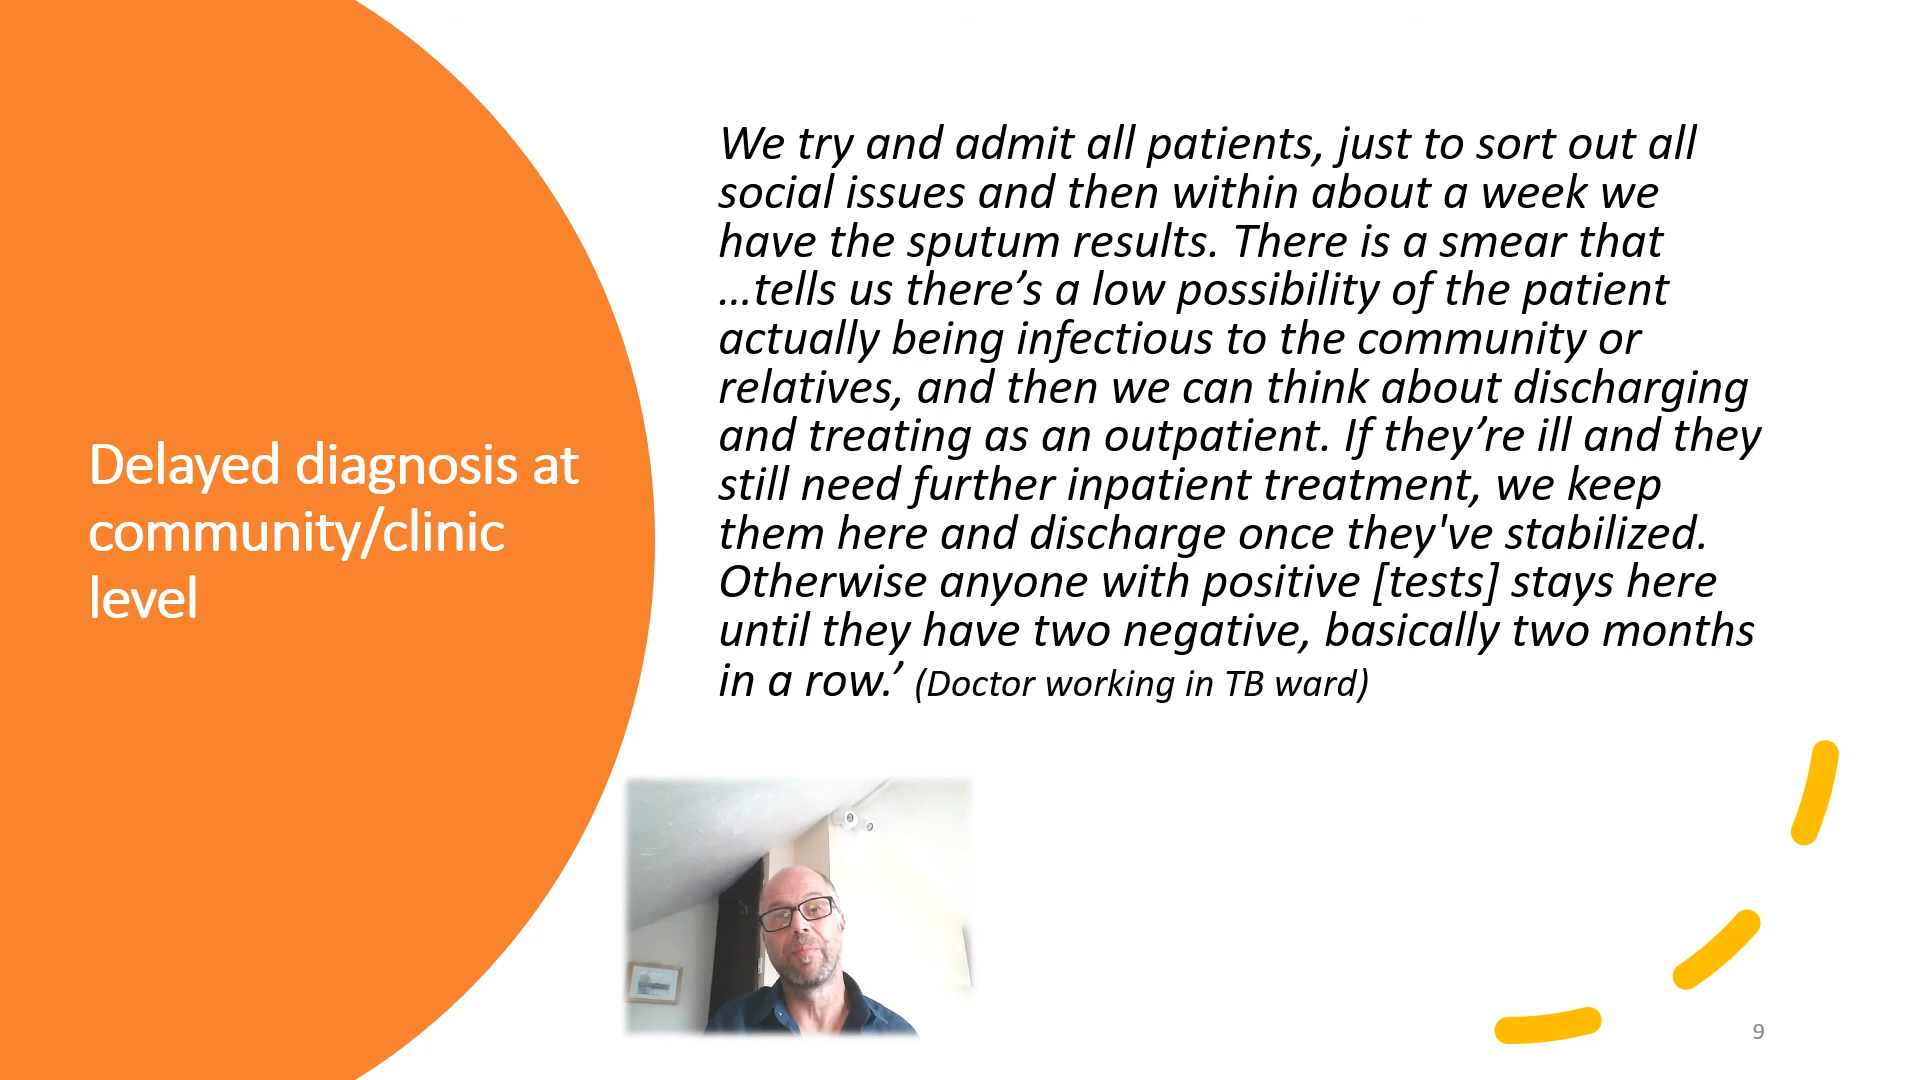 Delayed diagnosis at
community/clinic
level
We try and admit all patients, just to sort out all
social issues and then within about a week we
have the sputum results. There is a smear that
…tells us there’s a low possibility of the patient
actually being infectious to the community or
relatives, and then we can think about discharging
and treating as an outpatient. If they’re ill and they
still need further inpatient treatment, we keep
them here and discharge once they've stabilized.
Otherwise anyone with positive [tests] stays here
until they have two negative, basically two months
in a row.’ (Doctor working in TB ward)
9